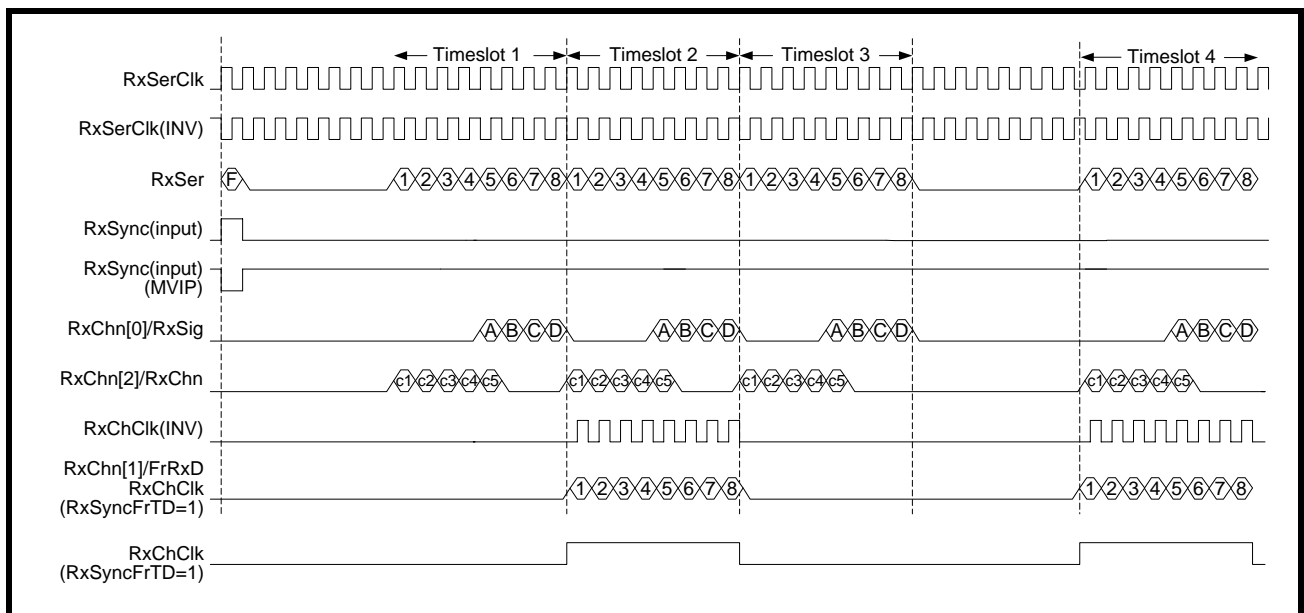 Timeslot 1 Timeslot 2 Timeslot 3 Timeslot 4
RxSerClk
RxSerClk(INV)
RxSer F 1 2 3 4 5 6 7 8 1 2 3 4 5 6 7 8 1 2 3 4 5 6 7 8 1 2 3 4 5 6 7 8
RxSync(input)
RxSync(input)
(MVIP)
RxChn[0]/RxSig A B C D A B C D A B C D A B C D
RxChn[2]/RxChn c1 c2 c3 c4 c5 c1 c2 c3 c4 c5 c1 c2 c3 c4 c5 c1 c2 c3 c4 c5
RxChClk(INV)
RxChn[1]/FrRxD
RxChClk 1 2 3 4 5 6 7 8 1 2 3 4 5 6 7 8
(RxSyncFrTD=1)
RxChClk
(RxSyncFrTD=1)